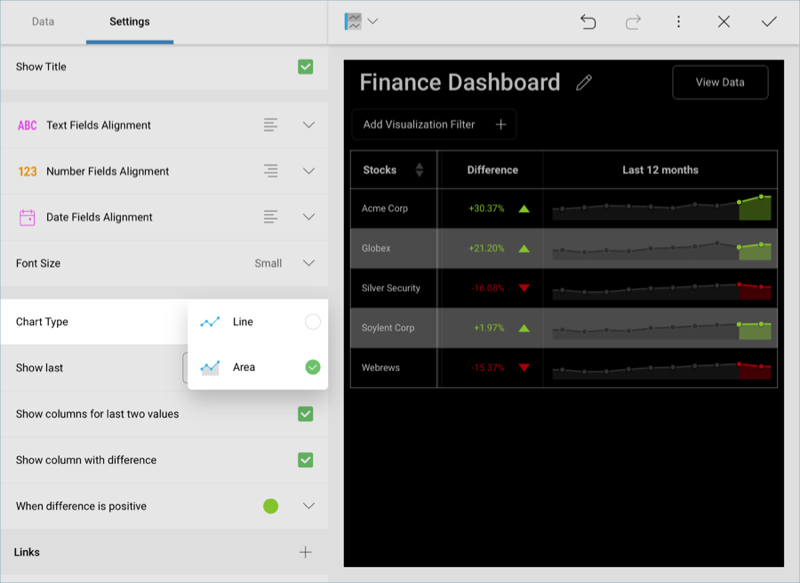 Data
Settings
Show Title
ABC Text Fields Alignment
123 Number Fields Alignment
Date Fields Alignment
Font Size Small
Chart Type
Line
Area
Show last
Show columns for last two values
Show column with difference
When difference is positive
Links
Finance Dashboard
View Data
Add Visualization Filter
Stocks Difference Last 12 months
Acme Corp +30.37%
Globex +21.20%
Silver Security -16.08%
Soylent Corp +1.97%
Webrews -15.37%